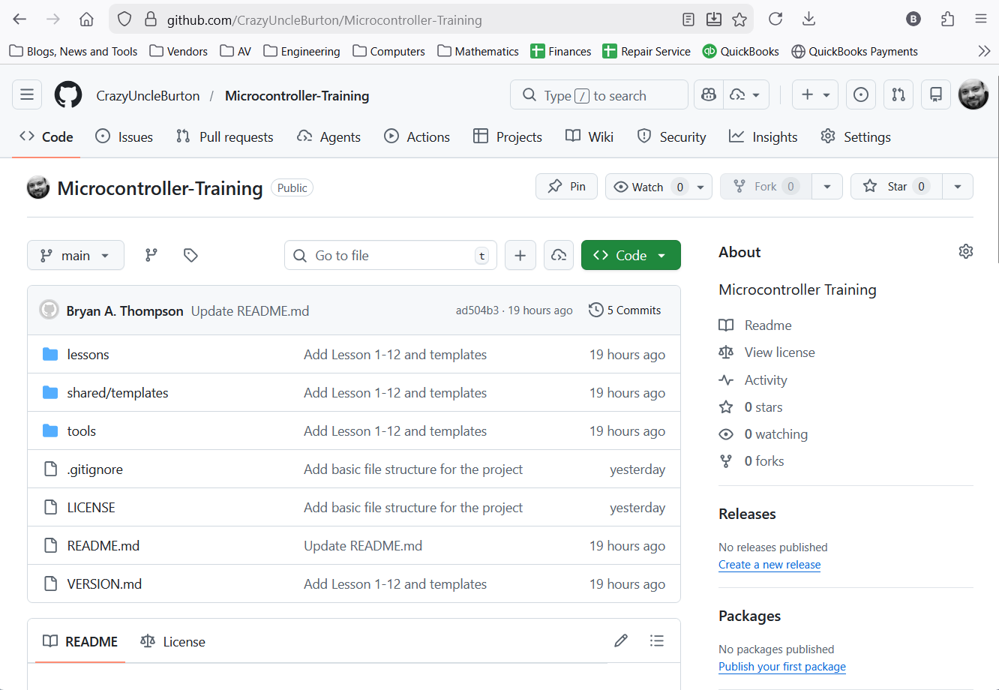 github.com/CrazyUncleBurton/Microcontroller-Training
B
Blogs, News and Tools Vendors AV Engineering Computers Mathematics Finances Repair Service qb QuickBooks QuickBooks Payments
CrazyUncleBurton / Microcontroller-Training Type / to search
Code Issues Pull requests Agents Actions Projects Wiki Security Insights Settings
Microcontroller-Training Public Pin Watch 0 Fork 0 Star 0
main Go to file t Code
Bryan A. Thompson Update README.md ad504b3 · 19 hours ago 5 Commits
lessons Add Lesson 1-12 and templates 19 hours ago
shared/templates Add Lesson 1-12 and templates 19 hours ago
tools Add Lesson 1-12 and templates 19 hours ago
.gitignore Add basic file structure for the project yesterday
LICENSE Add basic file structure for the project yesterday
README.md Update README.md 19 hours ago
VERSION.md Add Lesson 1-12 and templates 19 hours ago
README License
About
Microcontroller Training
Readme
View license
Activity
0 stars
0 watching
0 forks
Releases
No releases published
Create a new release
Packages
No packages published
Publish your first package